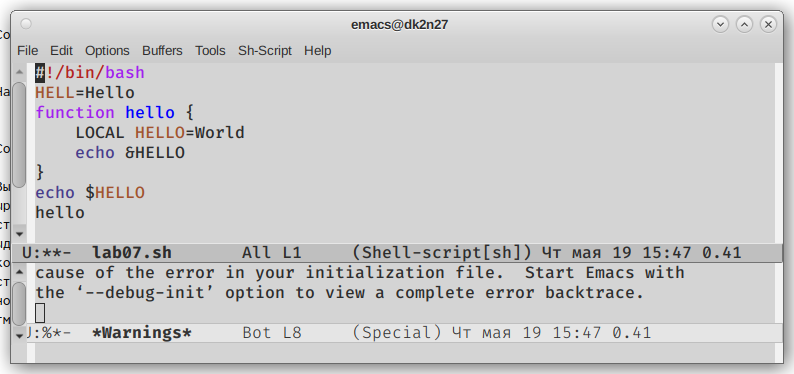 emacs@dk2n27
File Edit Options Buffers Tools Sh-Script Help
#!/bin/bash
HELL=Hello
function hello {
    LOCAL HELLO=World
    echo &HELLO
}
echo $HELLO
hello
U:**-  lab07.sh       All L1     (Shell-script[sh]) Чт мая 19 15:47 0.41
cause of the error in your initialization file.  Start Emacs with
the ‘--debug-init’ option to view a complete error backtrace.
U:%*-  *Warnings*     Bot L8     (Special) Чт мая 19 15:47 0.41